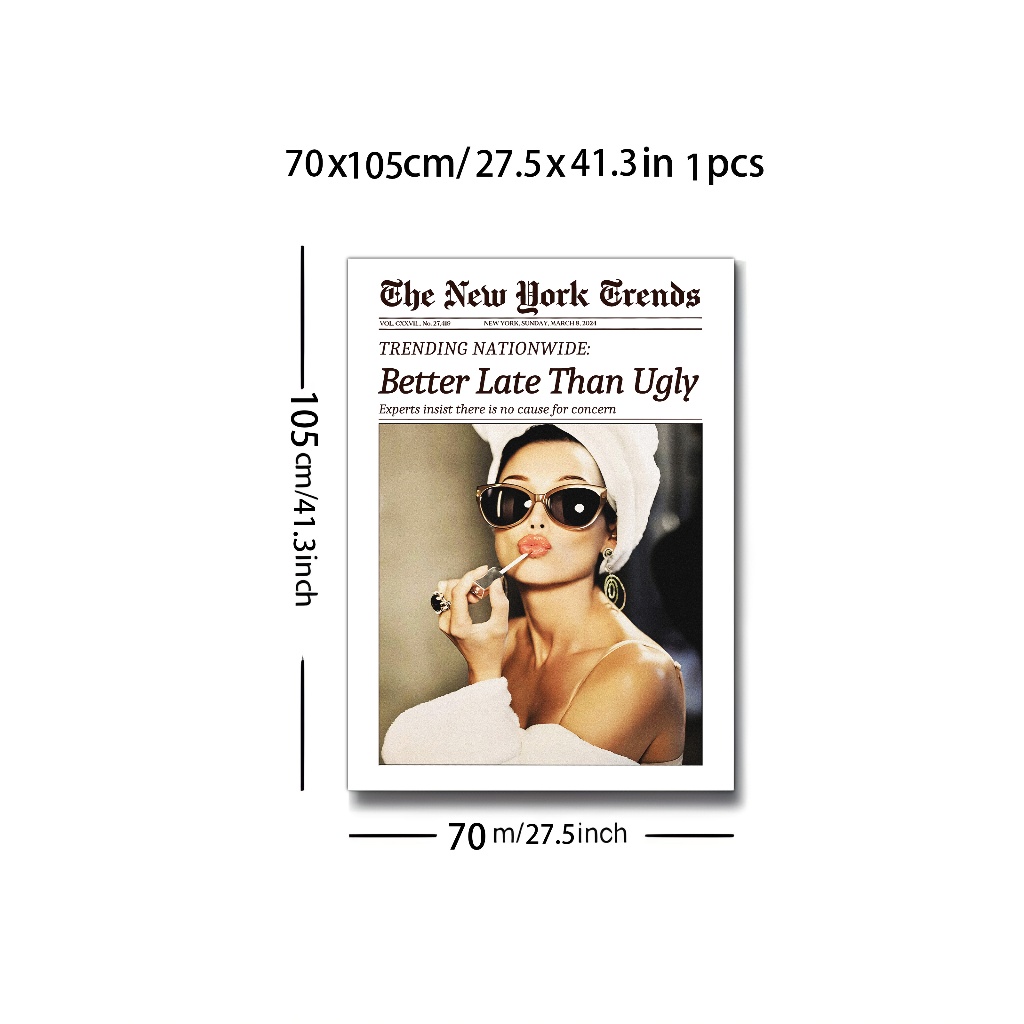 70x105cm/ 27.5x41.3in 1pcs
The New York Trends
VOL. CXXVII., No. 27,487 NEW YORK, SUNDAY, MARCH 8, 2024
TRENDING NATIONWIDE:
Better Late Than Ugly
Experts insist there is no cause for concern
105cm/41.3inch
70 m/27.5inch